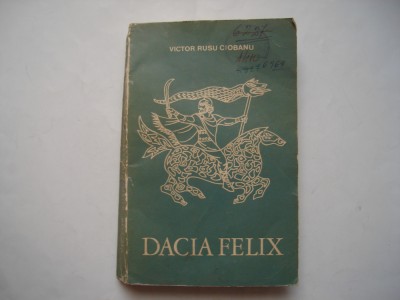 VICTOR RUSU CIOBANU
DACIA FELIX